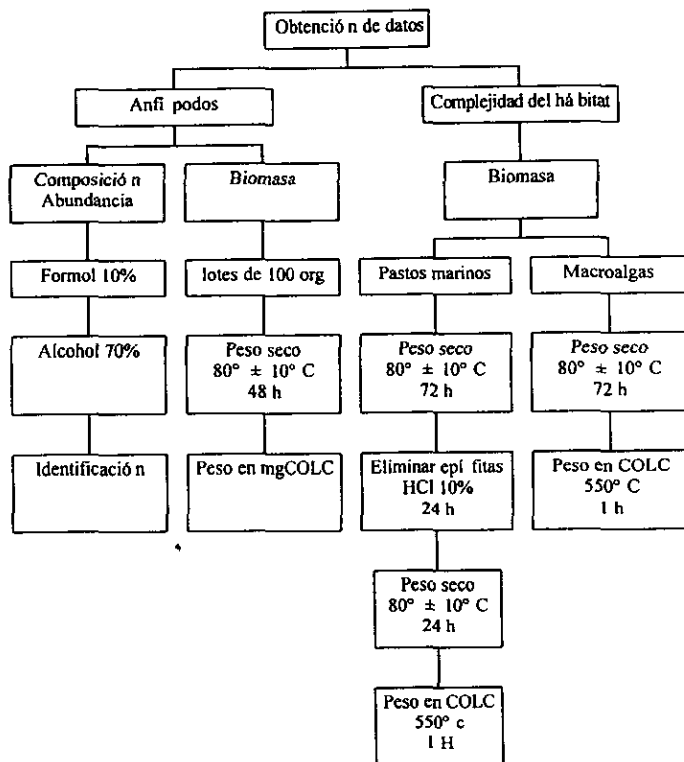 Obtenció n de datos
Anfí podos
Complejidad del há bitat
Composició n
Abundancia
Biomasa
Biomasa
Formol 10%
lotes de 100 org
Pastos marinos
Macroalgas
Alcohol 70%
Peso seco
80° ± 10° C
48 h
Peso seco
80° ± 10° C
72 h
Peso seco
80° ± 10° C
72 h
Identificació n
Peso en mgCOLC
Eliminar epí fitas
HCl 10%
24 h
Peso en COLC
550° C
1 h
Peso seco
80° ± 10° C
24 h
Peso en COLC
550° c
1 H